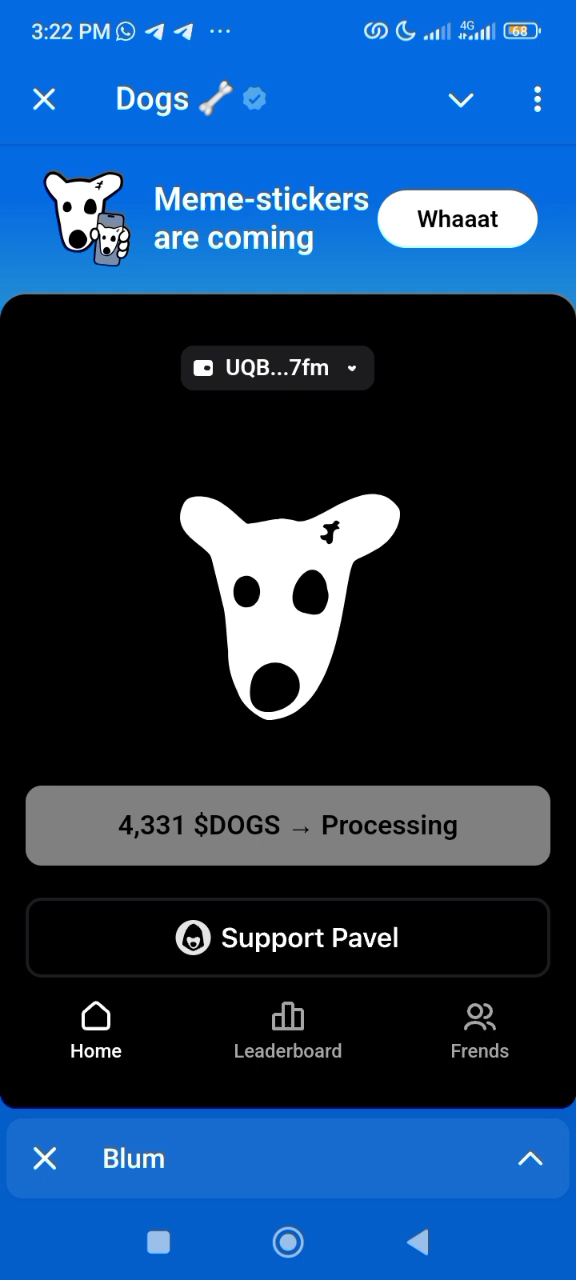 3:22 PM
4G
68
Dogs
Meme-stickers
are coming
Whaaat
UQB...7fm
4,331 $DOGS → Processing
Support Pavel
Home
Leaderboard
Frends
Blum